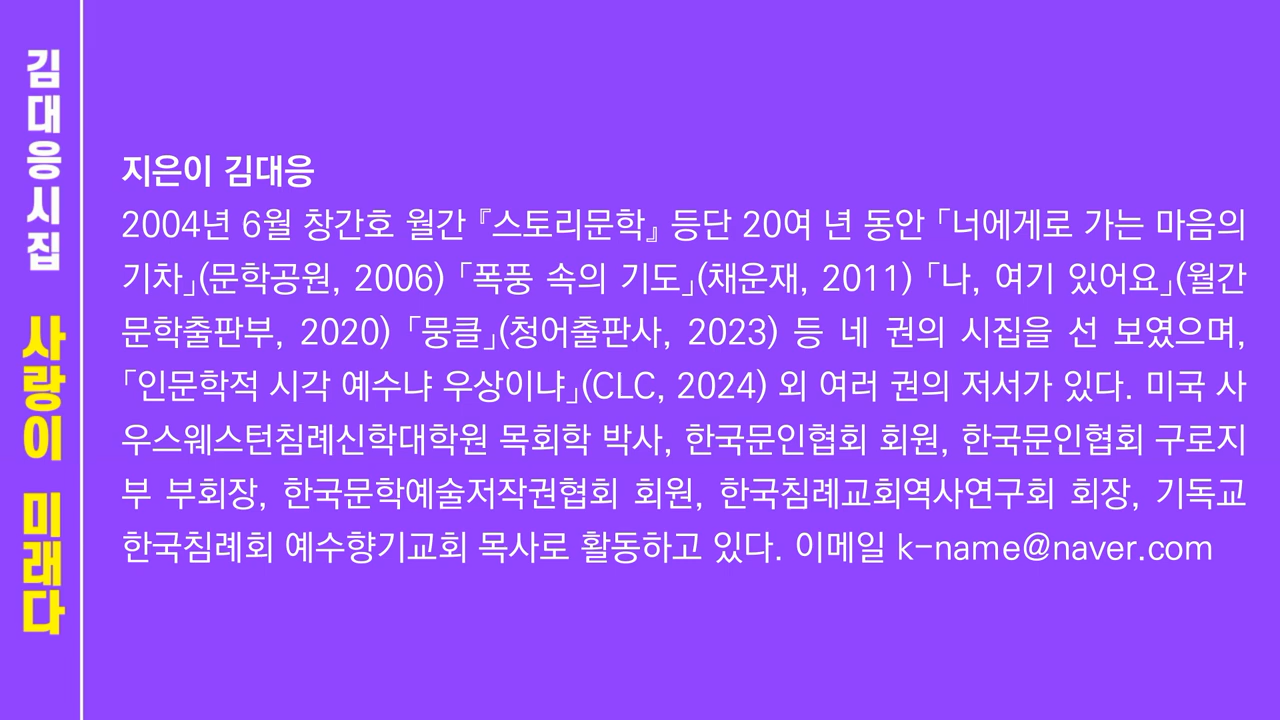 김대응시집 사랑이 미래다
지은이 김대응
2004년 6월 창간호 월간 『스토리문학』 등단 20여 년 동안 「너에게로 가는 마음의
기차」(문학공원, 2006) 「폭풍 속의 기도」(채운재, 2011) 「나, 여기 있어요」(월간
문학출판부, 2020) 「뭉클」(청어출판사, 2023) 등 네 권의 시집을 선 보였으며,
「인문학적 시각 예수냐 우상이냐」(CLC, 2024) 외 여러 권의 저서가 있다. 미국 사
우스웨스턴침례신학대학원 목회학 박사, 한국문인협회 회원, 한국문인협회 구로지
부 부회장, 한국문학예술저작권협회 회원, 한국침례교회역사연구회 회장, 기독교
한국침례회 예수향기교회 목사로 활동하고 있다. 이메일 k-name@naver.com